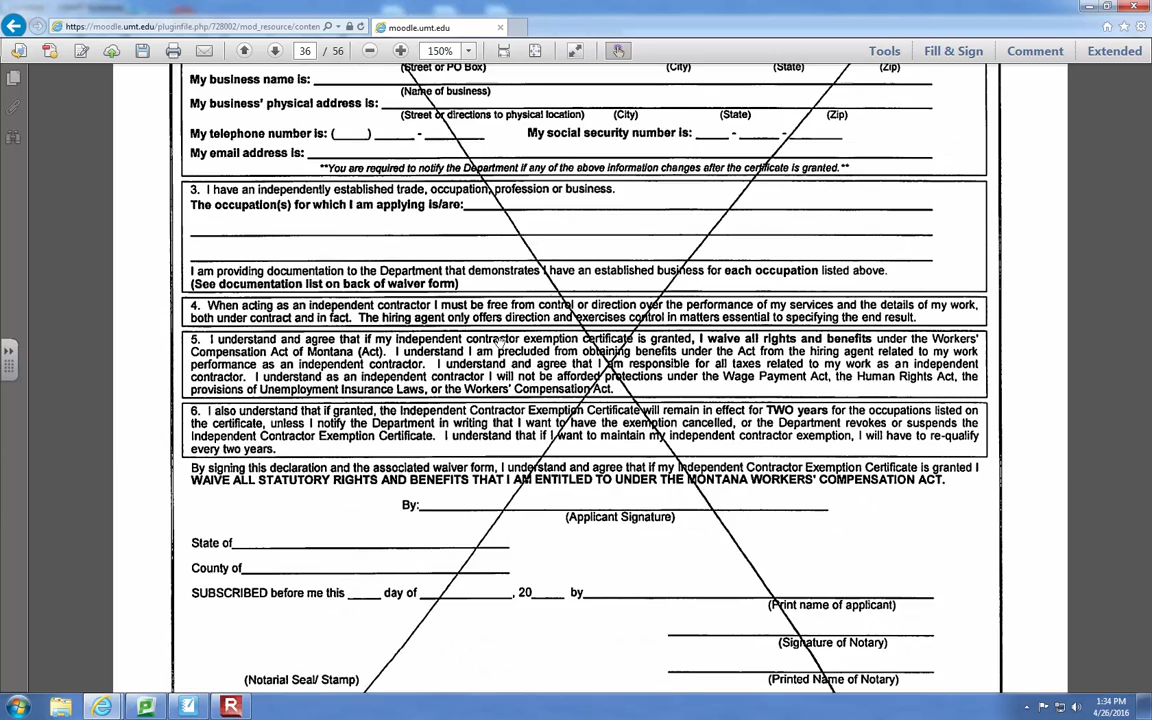 https://moodle.umt.edu/pluginfile.php/728002/mod_resource/conten
moodle.umt.edu
36 / 56
150%
Tools
Fill & Sign
Comment
Extended
(Street or PO Box) (City) (State) (Zip)
My business name is:
(Name of business)
My business' physical address is:
(Street or directions to physical location) (City) (State) (Zip)
My telephone number is: (____) ____ - ______ My social security number is: ____ - ____ - ______
My email address is:
**You are required to notify the Department if any of the above information changes after the certificate is granted.**
3. I have an independently established trade, occupation, profession or business.
The occupation(s) for which I am applying is/are:
I am providing documentation to the Department that demonstrates I have an established business for each occupation listed above.
(See documentation list on back of waiver form)
4. When acting as an independent contractor I must be free from control or direction over the performance of my services and the details of my work,
both under contract and in fact. The hiring agent only offers direction and exercises control in matters essential to specifying the end result.
5. I understand and agree that if my independent contractor exemption certificate is granted, I waive all rights and benefits under the Workers'
Compensation Act of Montana (Act). I understand I am precluded from obtaining benefits under the Act from the hiring agent related to my work
performance as an independent contractor. I understand and agree that I am responsible for all taxes related to my work as an independent
contractor. I understand as an independent contractor I will not be afforded protections under the Wage Payment Act, the Human Rights Act, the
provisions of Unemployment Insurance Laws, or the Workers' Compensation Act.
6. I also understand that if granted, the Independent Contractor Exemption Certificate will remain in effect for TWO years for the occupations listed on
the certificate, unless I notify the Department in writing that I want to have the exemption cancelled, or the Department revokes or suspends the
Independent Contractor Exemption Certificate. I understand that if I want to maintain my independent contractor exemption, I will have to re-qualify
every two years.
By signing this declaration and the associated waiver form, I understand and agree that if my Independent Contractor Exemption Certificate is granted I
WAIVE ALL STATUTORY RIGHTS AND BENEFITS THAT I AM ENTITLED TO UNDER THE MONTANA WORKERS' COMPENSATION ACT.
By:
(Applicant Signature)
State of
County of
SUBSCRIBED before me this _____ day of __________, 20____ by
(Print name of applicant)
(Signature of Notary)
(Notarial Seal/ Stamp) (Printed Name of Notary)
1:34 PM
4/26/2016